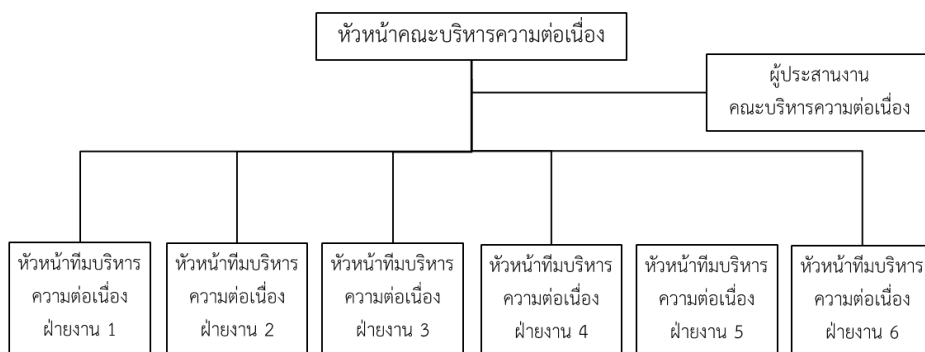 หัวหน้าคณะบริหารความต่อเนื่อง
ผู้ประสานงาน
คณะบริหารความต่อเนื่อง
หัวหน้าทีมบริหาร
ความต่อเนื่อง
ฝ่ายงาน 1
หัวหน้าทีมบริหาร
ความต่อเนื่อง
ฝ่ายงาน 2
หัวหน้าทีมบริหาร
ความต่อเนื่อง
ฝ่ายงาน 3
หัวหน้าทีมบริหาร
ความต่อเนื่อง
ฝ่ายงาน 4
หัวหน้าทีมบริหาร
ความต่อเนื่อง
ฝ่ายงาน 5
หัวหน้าทีมบริหาร
ความต่อเนื่อง
ฝ่ายงาน 6